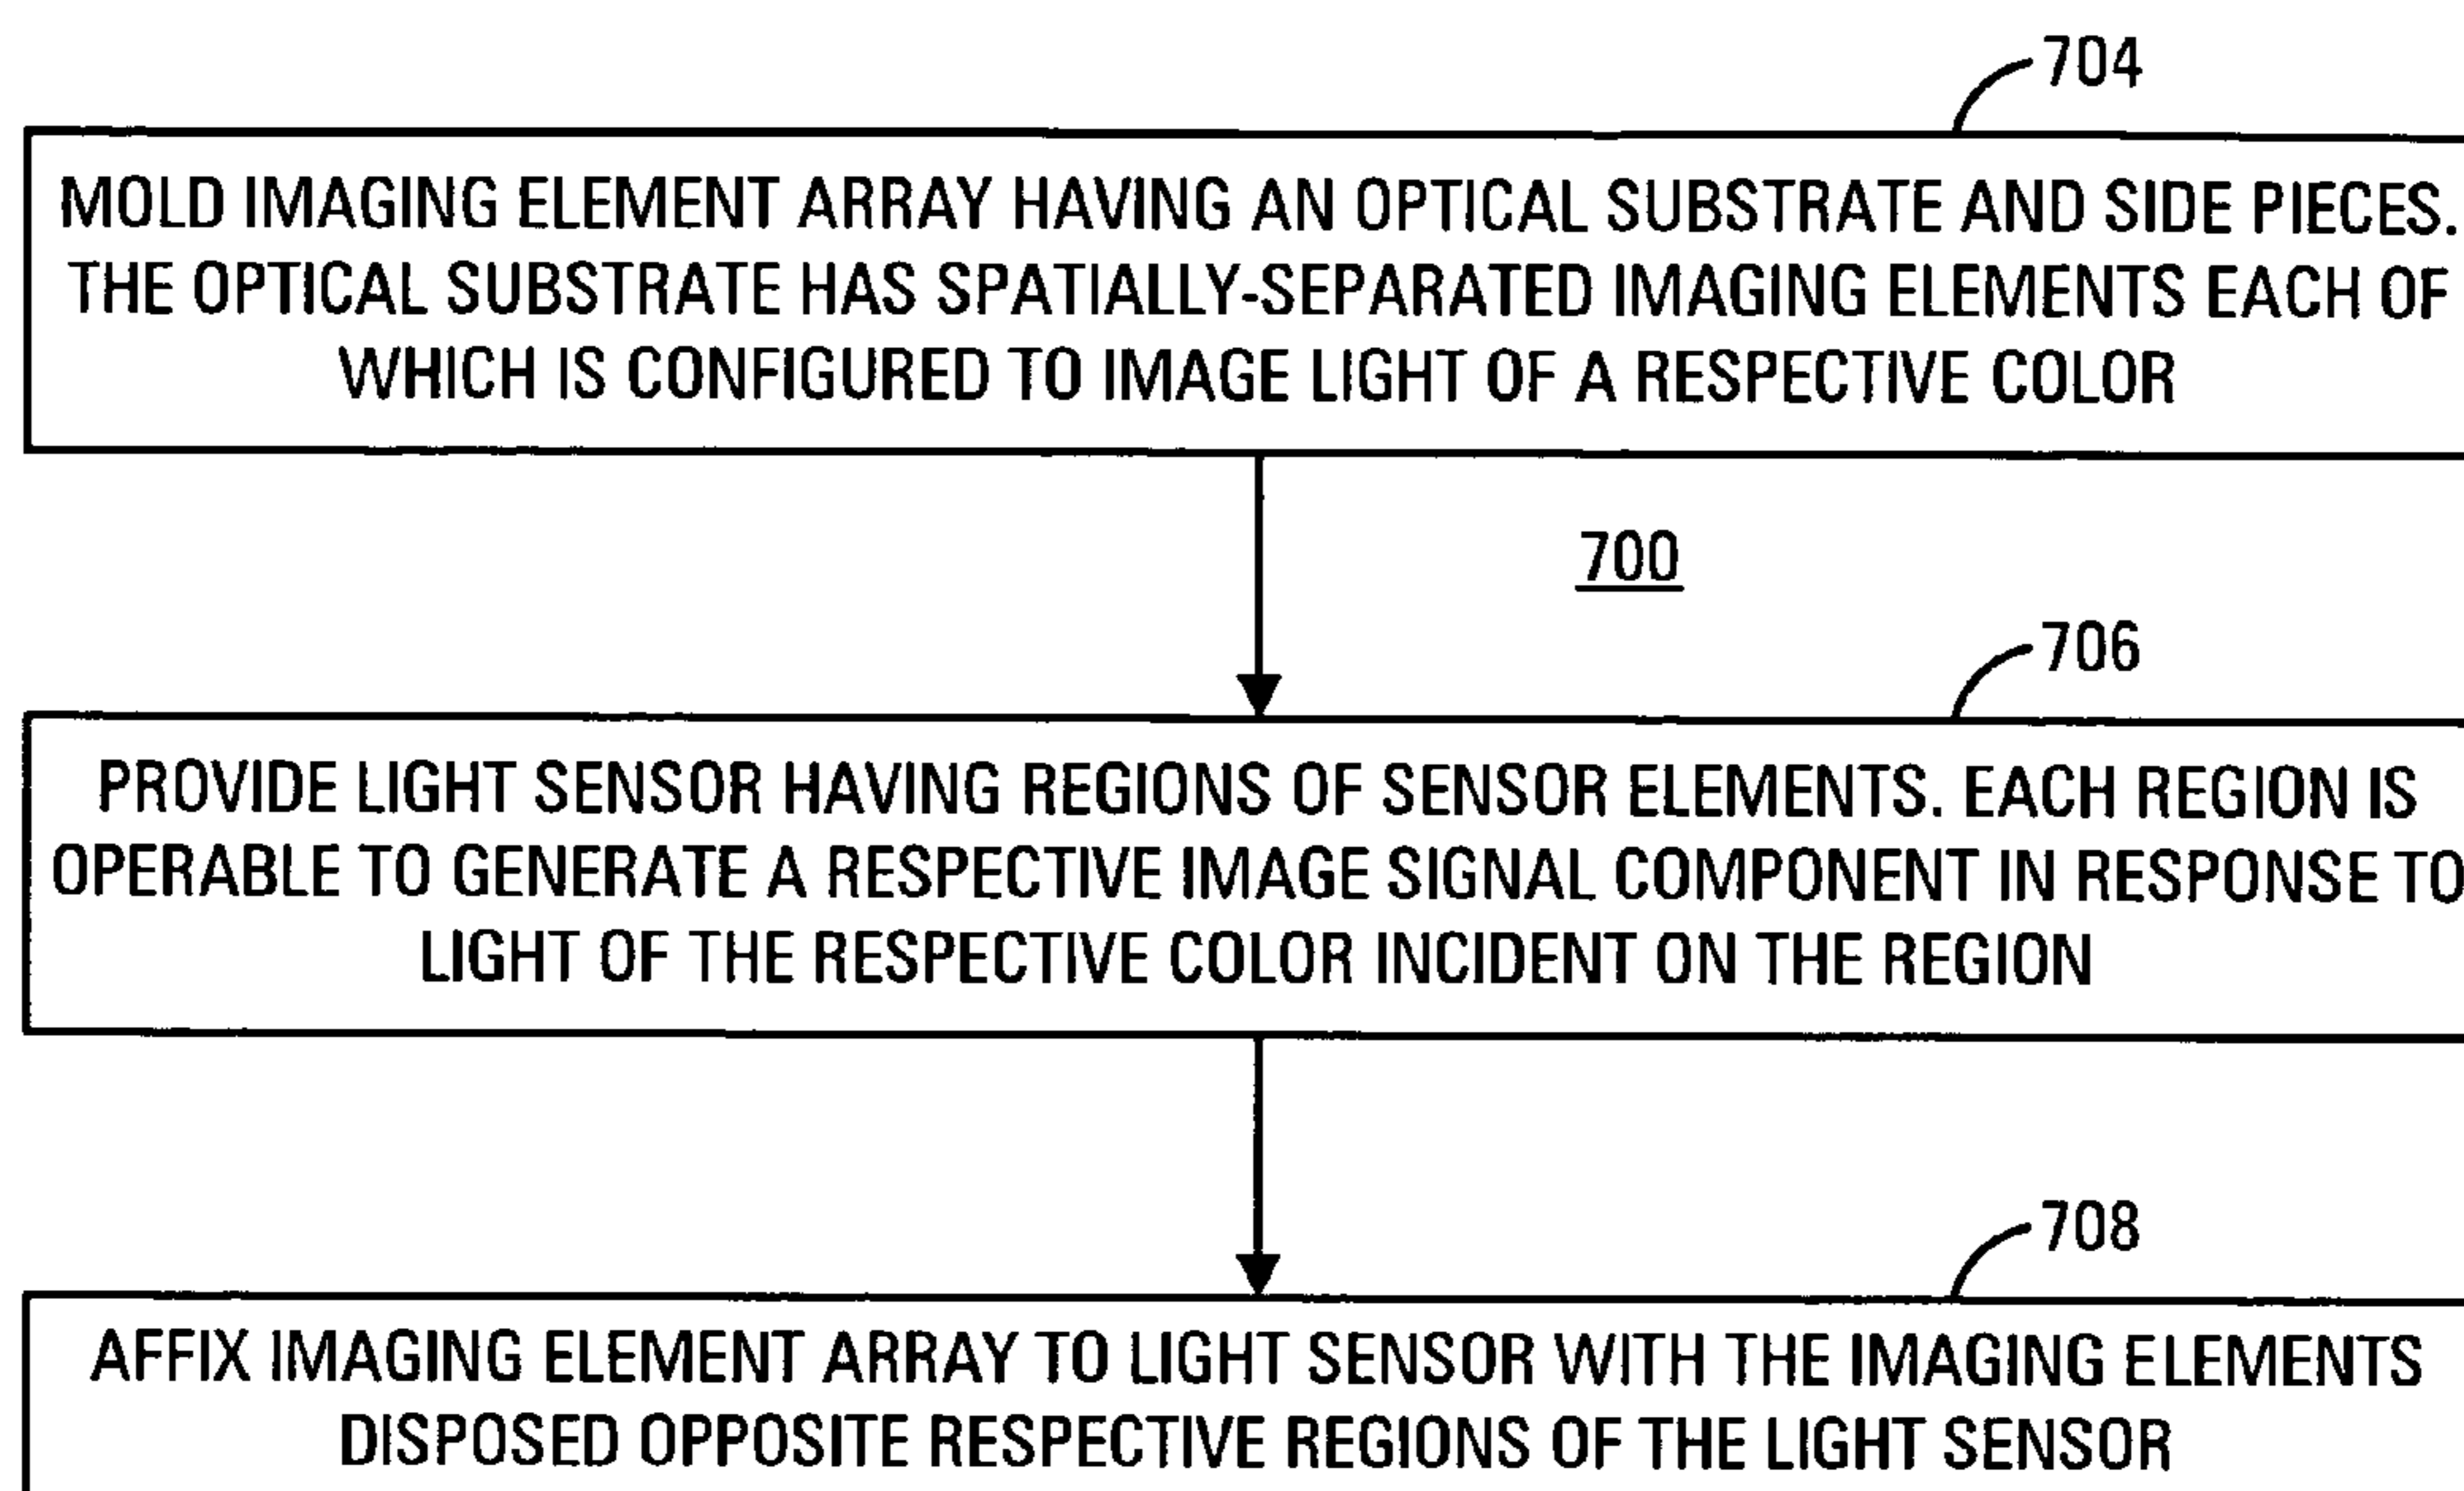 704
MOLD IMAGING ELEMENT ARRAY HAVING AN OPTICAL SUBSTRATE AND SIDE PIECES.
THE OPTICAL SUBSTRATE HAS SPATIALLY-SEPARATED IMAGING ELEMENTS EACH OF
WHICH IS CONFIGURED TO IMAGE LIGHT OF A RESPECTIVE COLOR
700
706
PROVIDE LIGHT SENSOR HAVING REGIONS OF SENSOR ELEMENTS. EACH REGION IS
OPERABLE TO GENERATE A RESPECTIVE IMAGE SIGNAL COMPONENT IN RESPONSE TO
LIGHT OF THE RESPECTIVE COLOR INCIDENT ON THE REGION
708
AFFIX IMAGING ELEMENT ARRAY TO LIGHT SENSOR WITH THE IMAGING ELEMENTS
DISPOSED OPPOSITE RESPECTIVE REGIONS OF THE LIGHT SENSOR